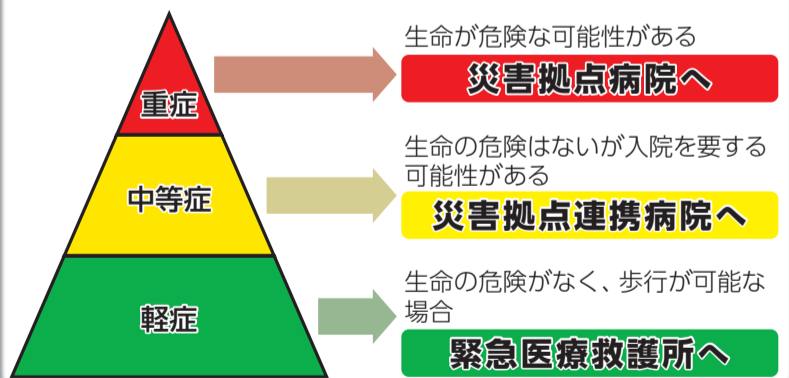 重症
生命が危険な可能性がある
災害拠点病院へ
中等症
生命の危険はないが入院を要する
可能性がある
災害拠点連携病院へ
軽症
生命の危険がなく、歩行が可能な
場合
緊急医療救護所へ